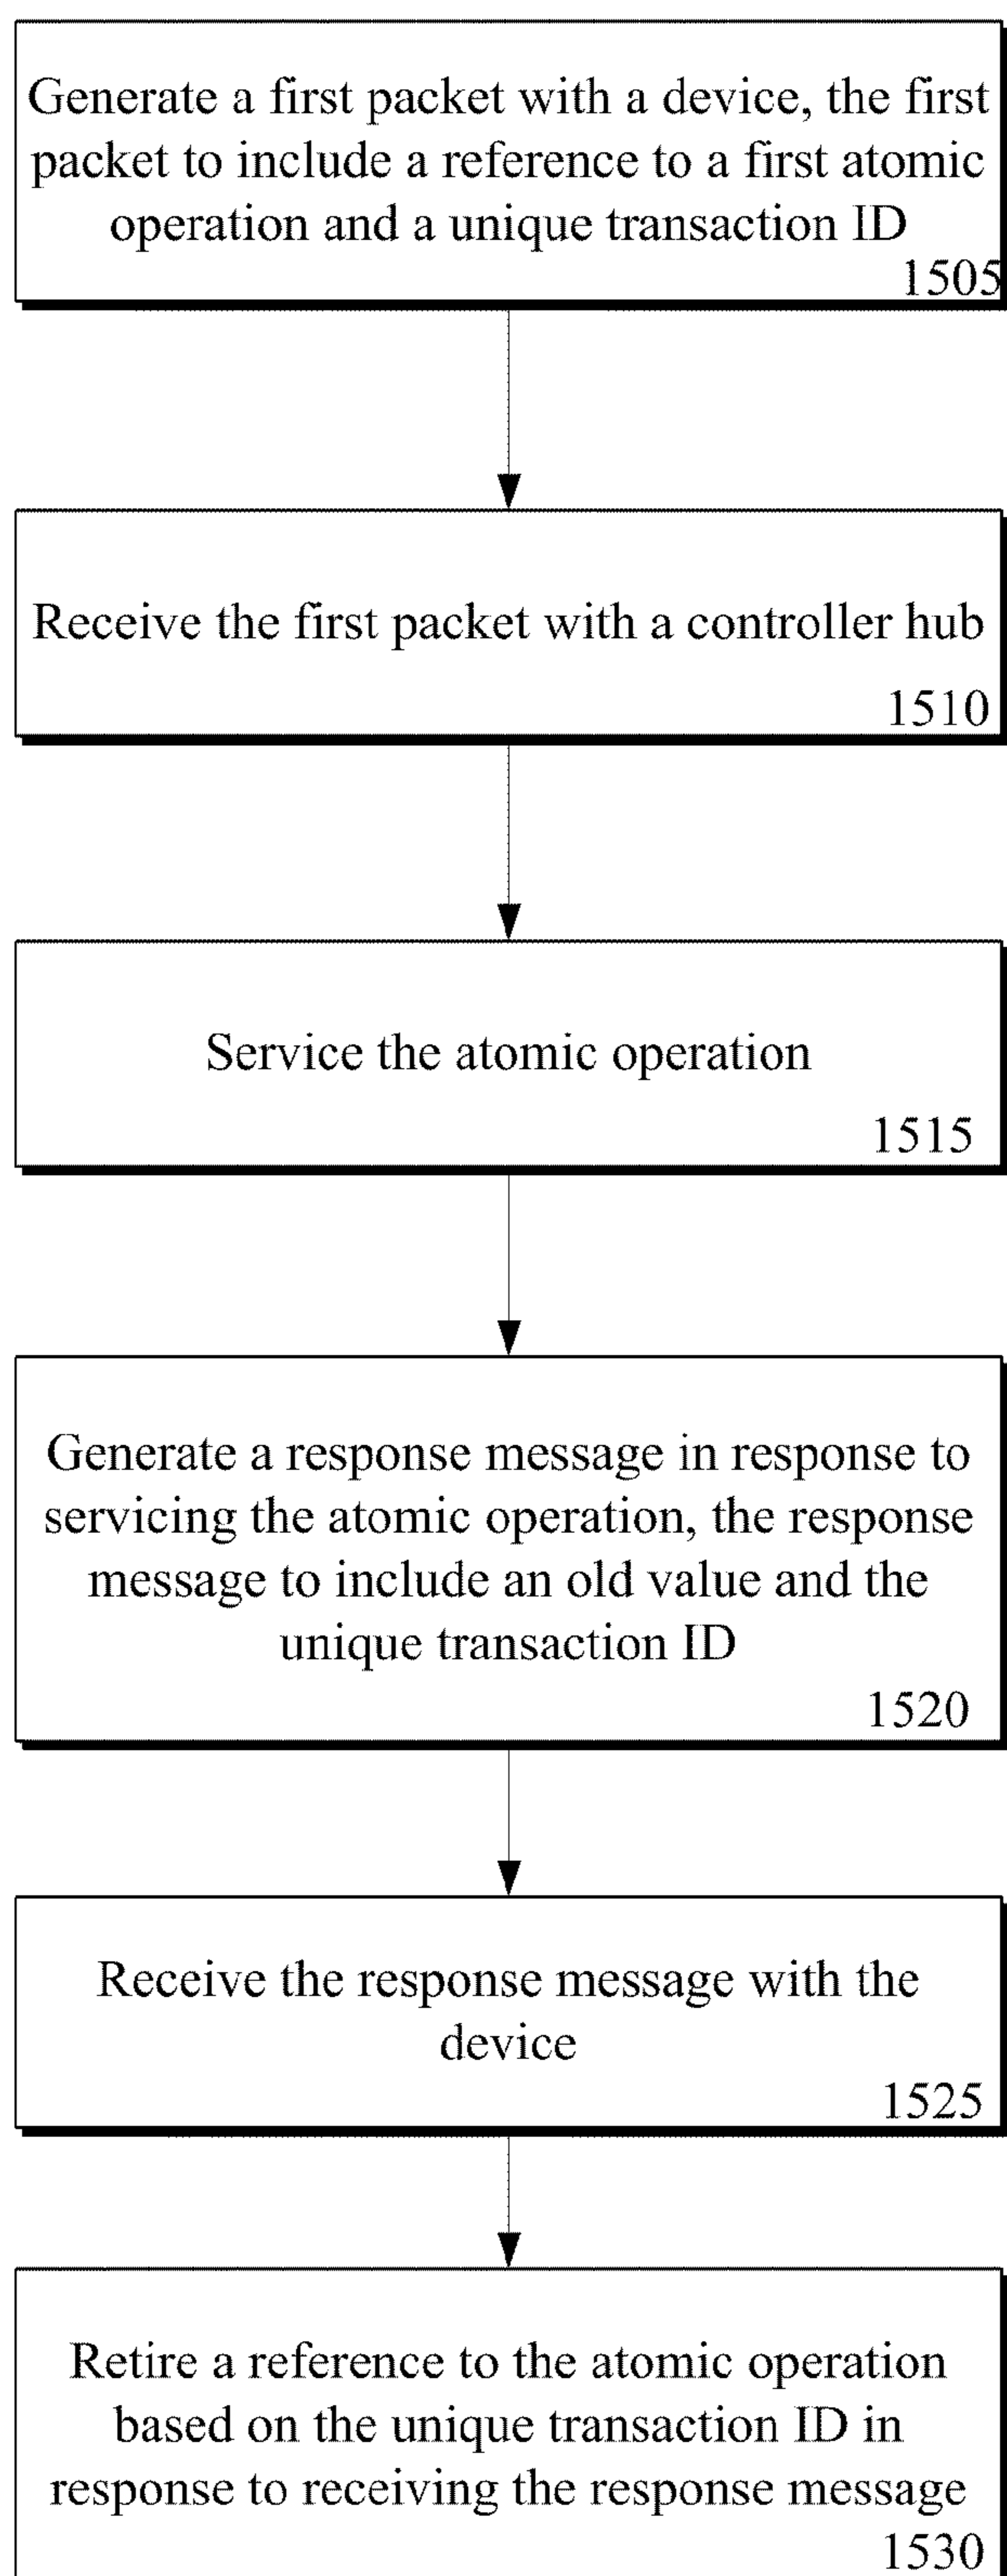 Generate a first packet with a device, the first
packet to include a reference to a first atomic
operation and a unique transaction ID
1505
Receive the first packet with a controller hub
1510
Service the atomic operation
1515
Generate a response message in response to
servicing the atomic operation, the response
message to include an old value and the
unique transaction ID
1520
Receive the response message with the
device
1525
Retire a reference to the atomic operation
based on the unique transaction ID in
response to receiving the response message
1530